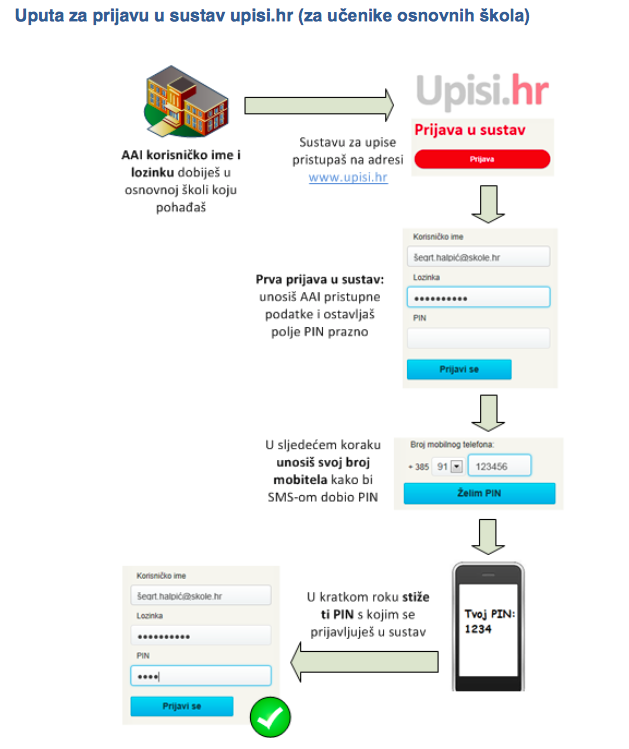 Uputa za prijavu u sustav upisi.hr (za učenike osnovnih škola)
AAI korisničko ime i
lozinku dobiješ u
osnovnoj školi koju
pohađaš
Sustavu za upise
pristupaš na adresi
www.upisi.hr
Upisi.hr
Prijava u sustav
Prijava
Prva prijava u sustav:
unosiš AAI pristupne
podatke i ostavljaš
polje PIN prazno
Korisničko ime
šeqrt.halpić@skole.hr
Lozinka
••••••••••
PIN
Prijavi se
U sljedećem koraku
unosiš svoj broj
mobitela kako bi
SMS-om dobio PIN
Broj mobilnog telefona:
+ 385 91 123456
Želim PIN
U kratkom roku stiže
ti PIN s kojim se
prijavljuješ u sustav
Tvoj PIN:
1234
Korisničko ime
šeqrt.halpić@skole.hr
Lozinka
••••••••••
PIN
••••
Prijavi se